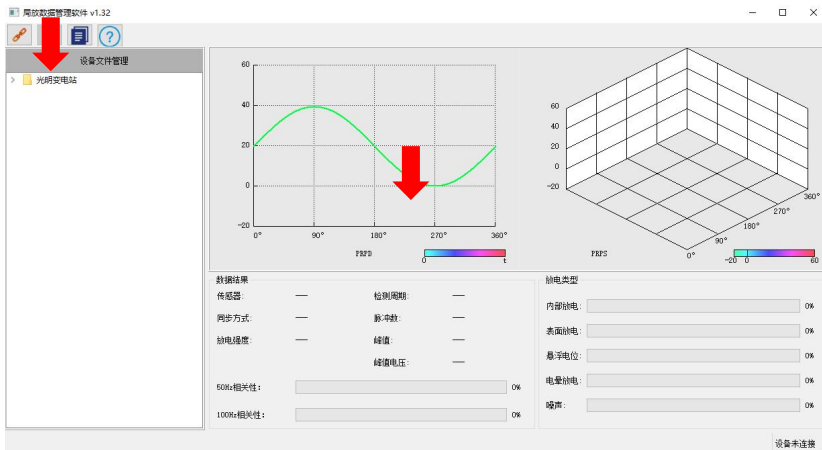 局放数据管理软件 v1.32
设备文件管理
光明变电站
60
40
20
0
-20
0°
90°
180°
270°
360°
PRPD
0
t
60
40
20
0
-20
0°
90°
180°
270°
360°
PRPS
-20
0
60
数据结果
传感器: —
检测周期: —
同步方式: —
脉冲数: —
放电强度: —
峰值: —
峰值电压: —
50Hz相关性: 0%
100Hz相关性: 0%
放电类型
内部放电: 0%
表面放电: 0%
悬浮电位: 0%
电晕放电: 0%
噪声: 0%
设备未连接